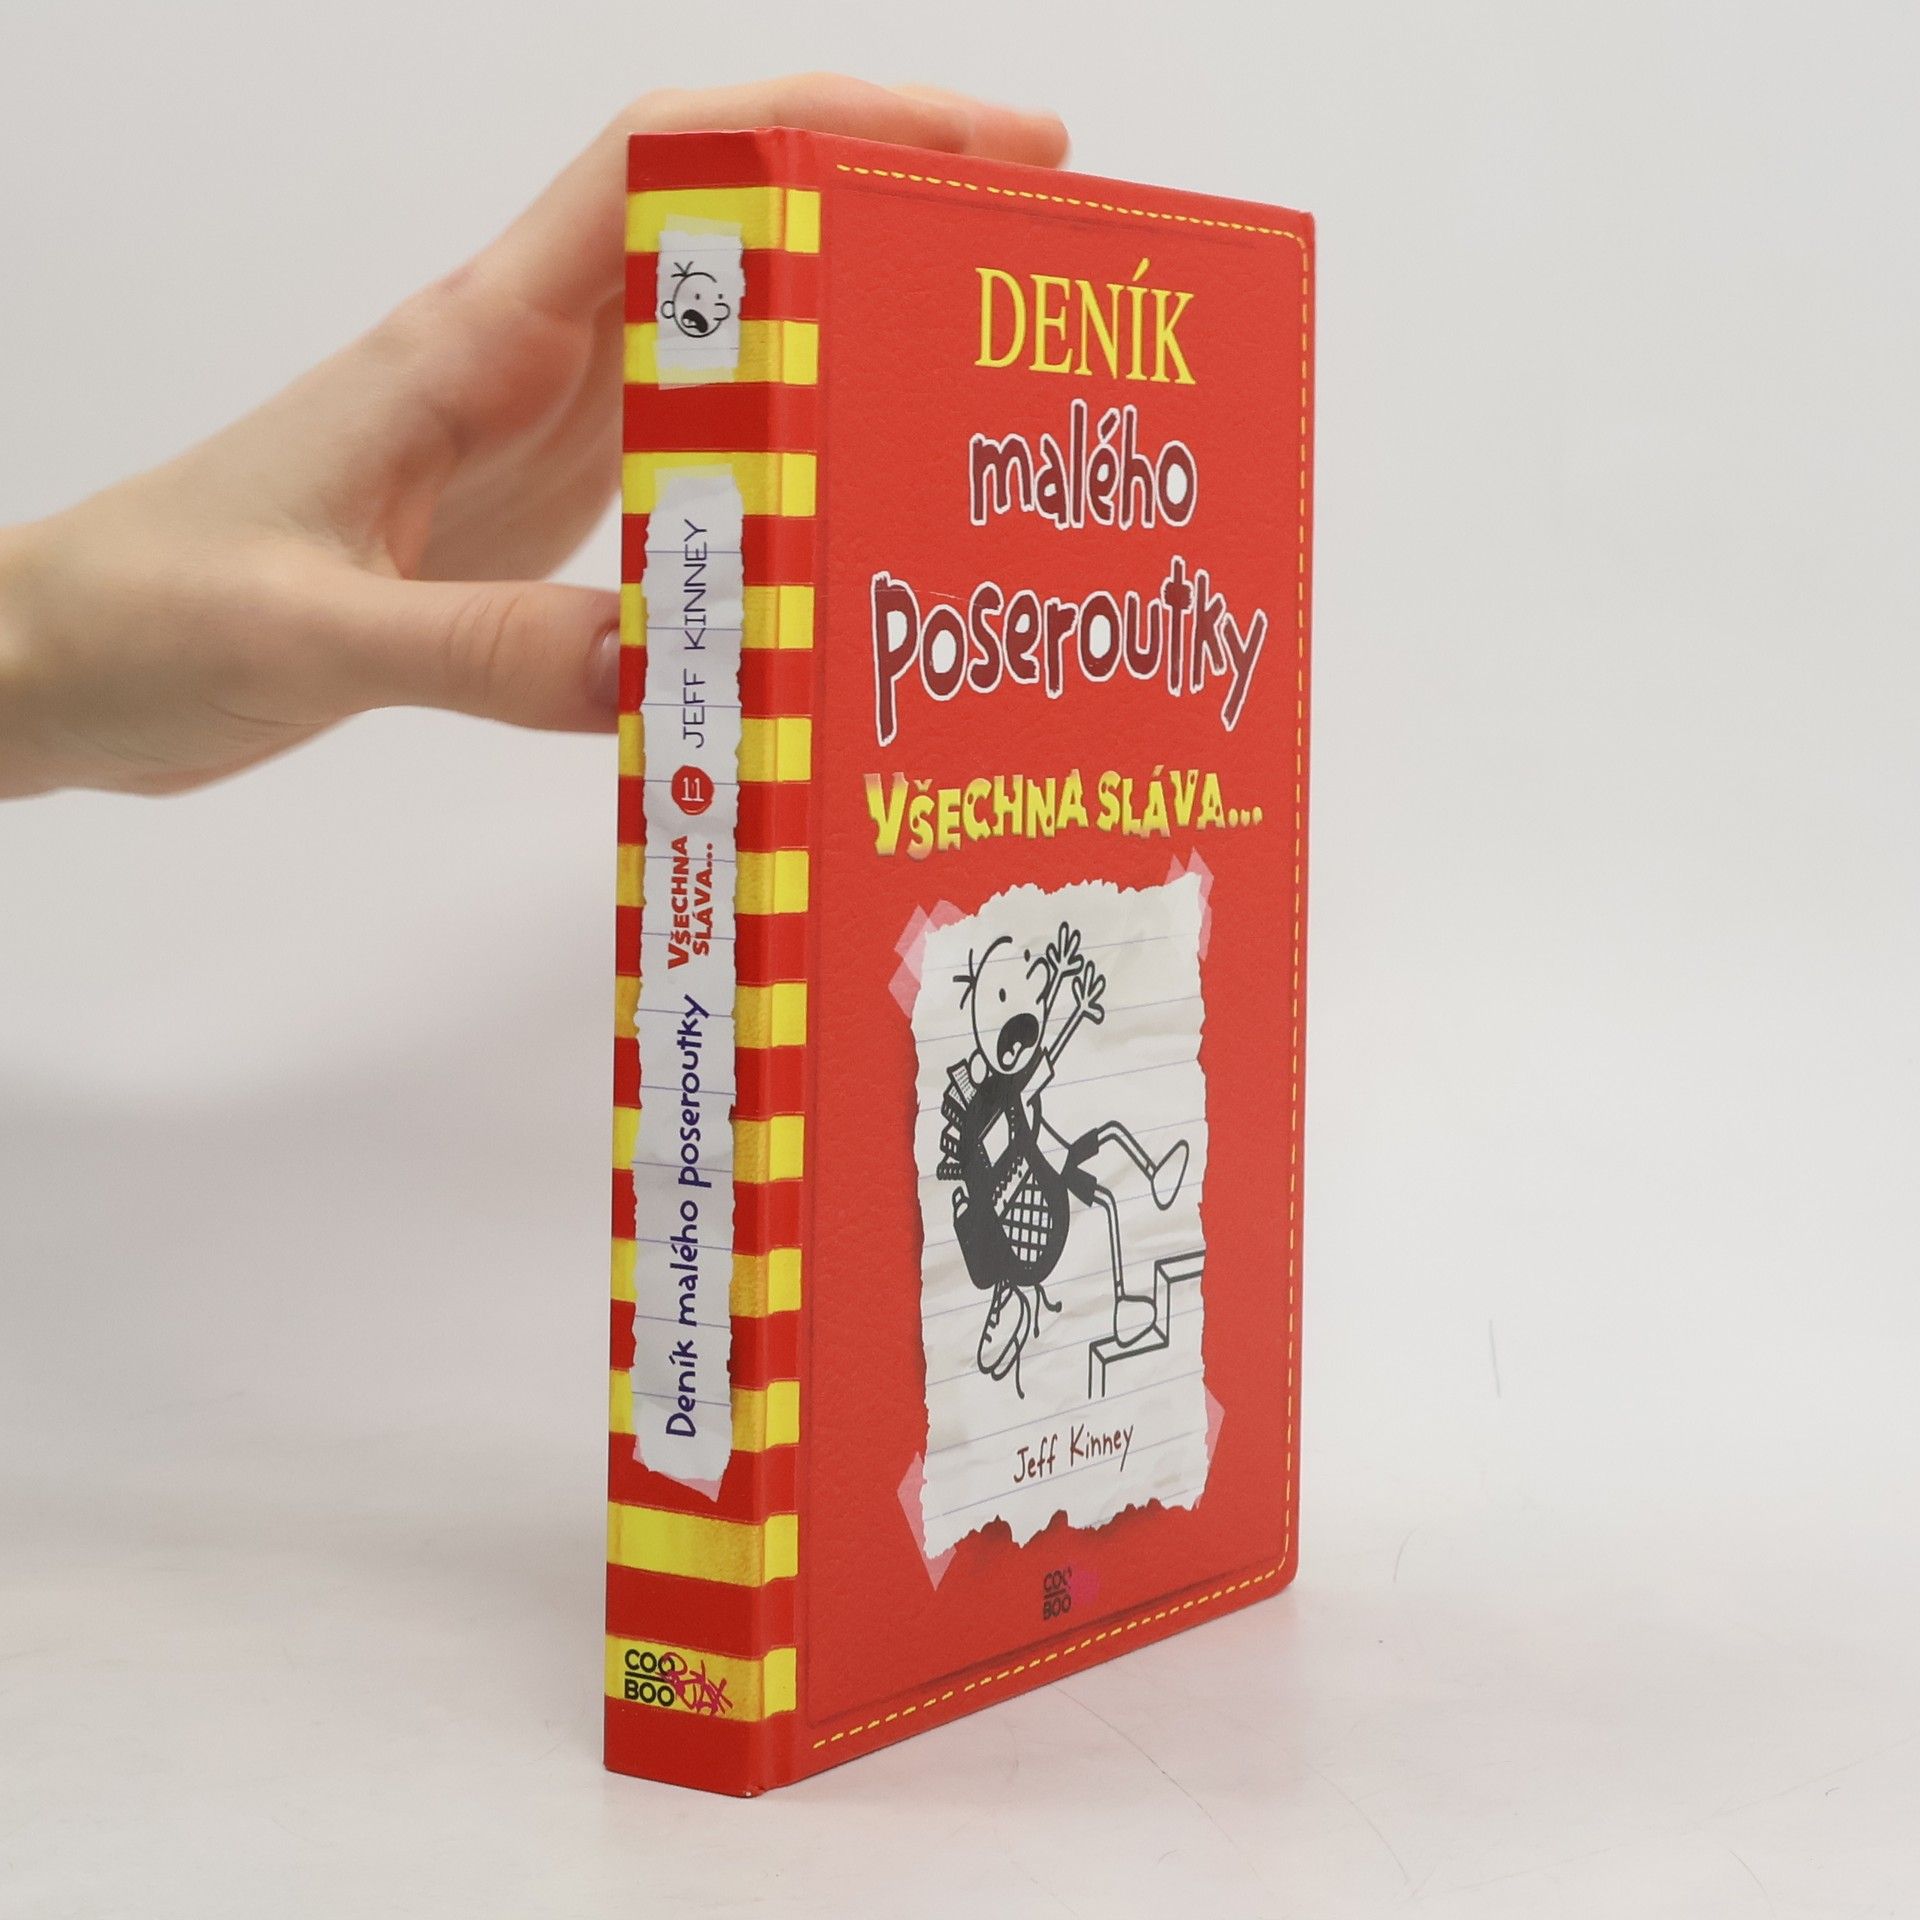 DENÍK
malého
poseroutky
VŠECHNA SLÁVA...
Jeff Kinney
COO
BOO
Deník malého poseroutky VŠECHNA SLÁVA... 11 JEFF KINNEY
COO
BOO